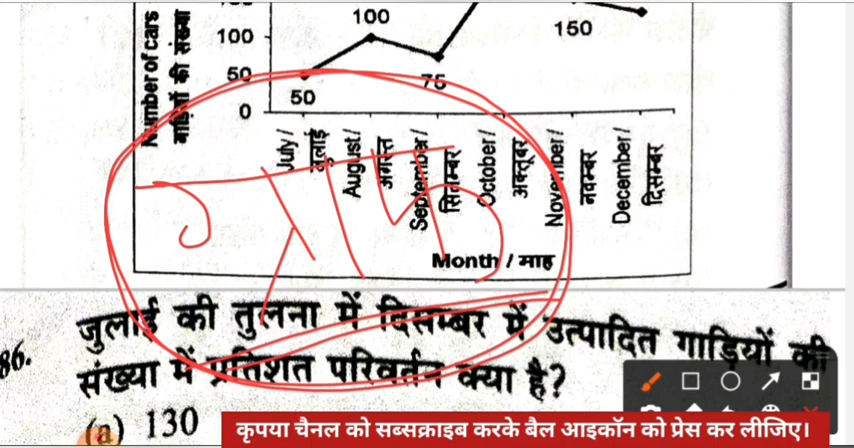 100
Number of cars
गाड़ियों की संख्या
100
150
50
75
50
0
July / जुलाई
August / अगस्त
September / सितम्बर
October / अक्तूबर
November / नवम्बर
December / दिसम्बर
Month / माह
86. जुलाई की तुलना में दिसम्बर में उत्पादित गाड़ियों की
संख्या में प्रतिशत परिवर्तन क्या है?
(a) 130
कृपया चैनल को सब्सक्राइब करके बैल आइकॉन को प्रेस कर लीजिए।